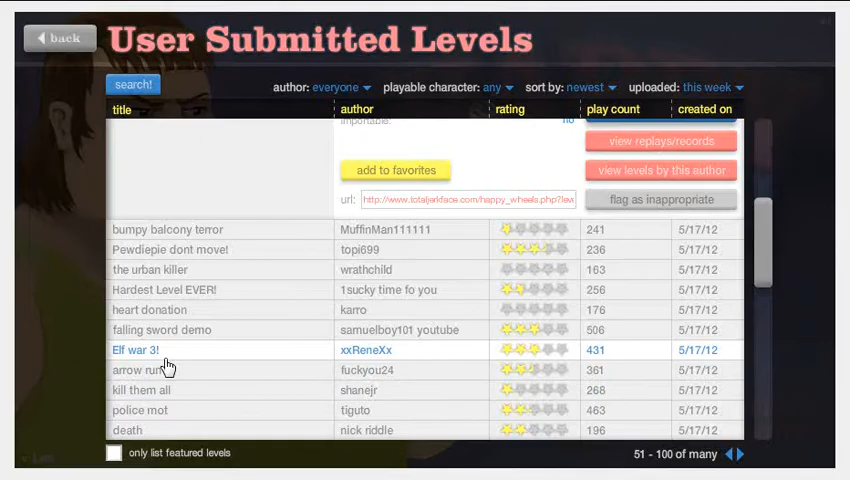 back
User Submitted Levels
search!
author: everyone playable character: any sort by: newest uploaded: this week
title author rating play count created on
importable: no
view replays/records
add to favorites view levels by this author
url: http://www.totaljerkface.com/happy_wheels.php?lev flag as inappropriate
bumpy balcony terror MuffinMan111111 241 5/17/12
Pewdiepie dont move! topi699 236 5/17/12
the urban killer wrathchild 163 5/17/12
Hardest Level EVER! 1sucky time fo you 256 5/17/12
heart donation karro 176 5/17/12
falling sword demo samuelboy101 youtube 506 5/17/12
Elf war 3! xxReneXx 431 5/17/12
arrow run fuckyou24 361 5/17/12
kill them all shanejr 268 5/17/12
police mot tiguto 463 5/17/12
death nick riddle 196 5/17/12
only list featured levels 51 - 100 of many